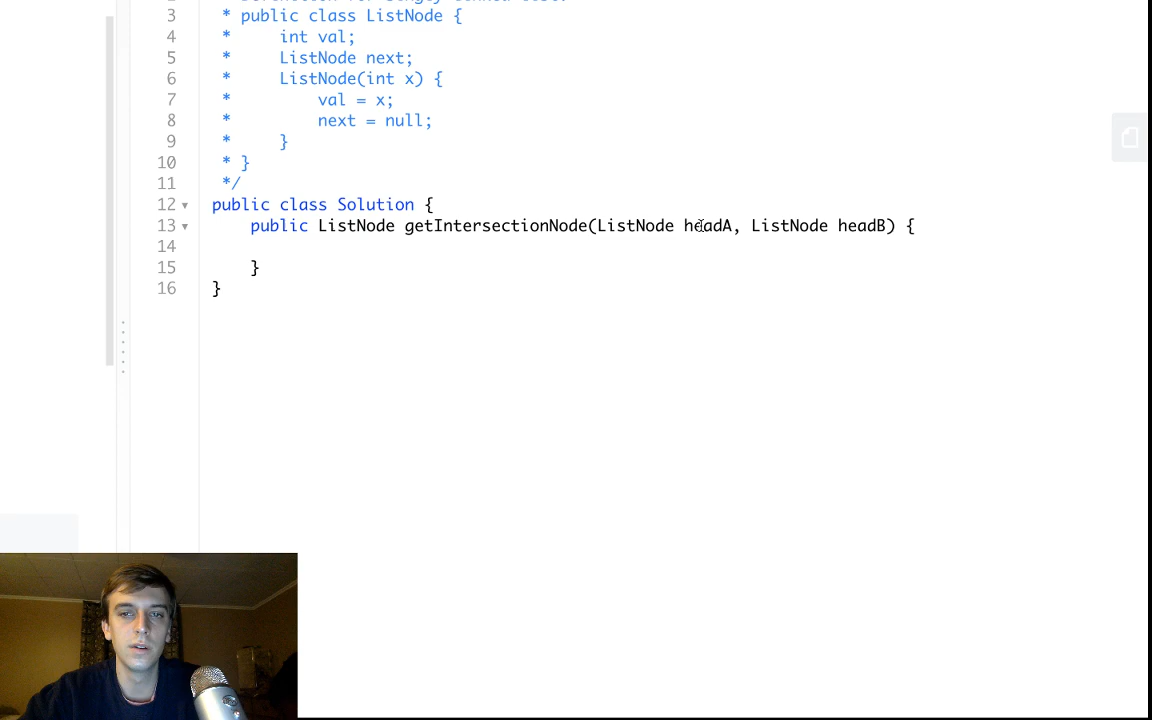 3 * public class ListNode {
4 *     int val;
5 *     ListNode next;
6 *     ListNode(int x) {
7 *         val = x;
8 *         next = null;
9 *     }
10 * }
11 */
12 public class Solution {
13     public ListNode getIntersectionNode(ListNode headA, ListNode headB) {
14
15     }
16 }